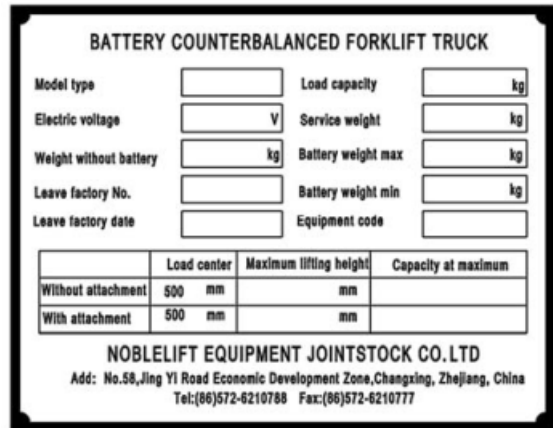 BATTERY COUNTERBALANCED FORKLIFT TRUCK
Model type Load capacity kg
Electric voltage V Service weight kg
Weight without battery kg Battery weight max kg
Leave factory No. Battery weight min kg
Leave factory date Equipment code
Load center Maximum lifting height Capacity at maximum
Without attachment 500 mm mm
With attachment 500 mm mm
NOBLELIFT EQUIPMENT JOINTSTOCK CO.LTD
Add: No.58,Jing Yi Road Economic Development Zone,Changxing, Zhejiang, China
Tel:(86)572-6210788 Fax:(86)572-6210777